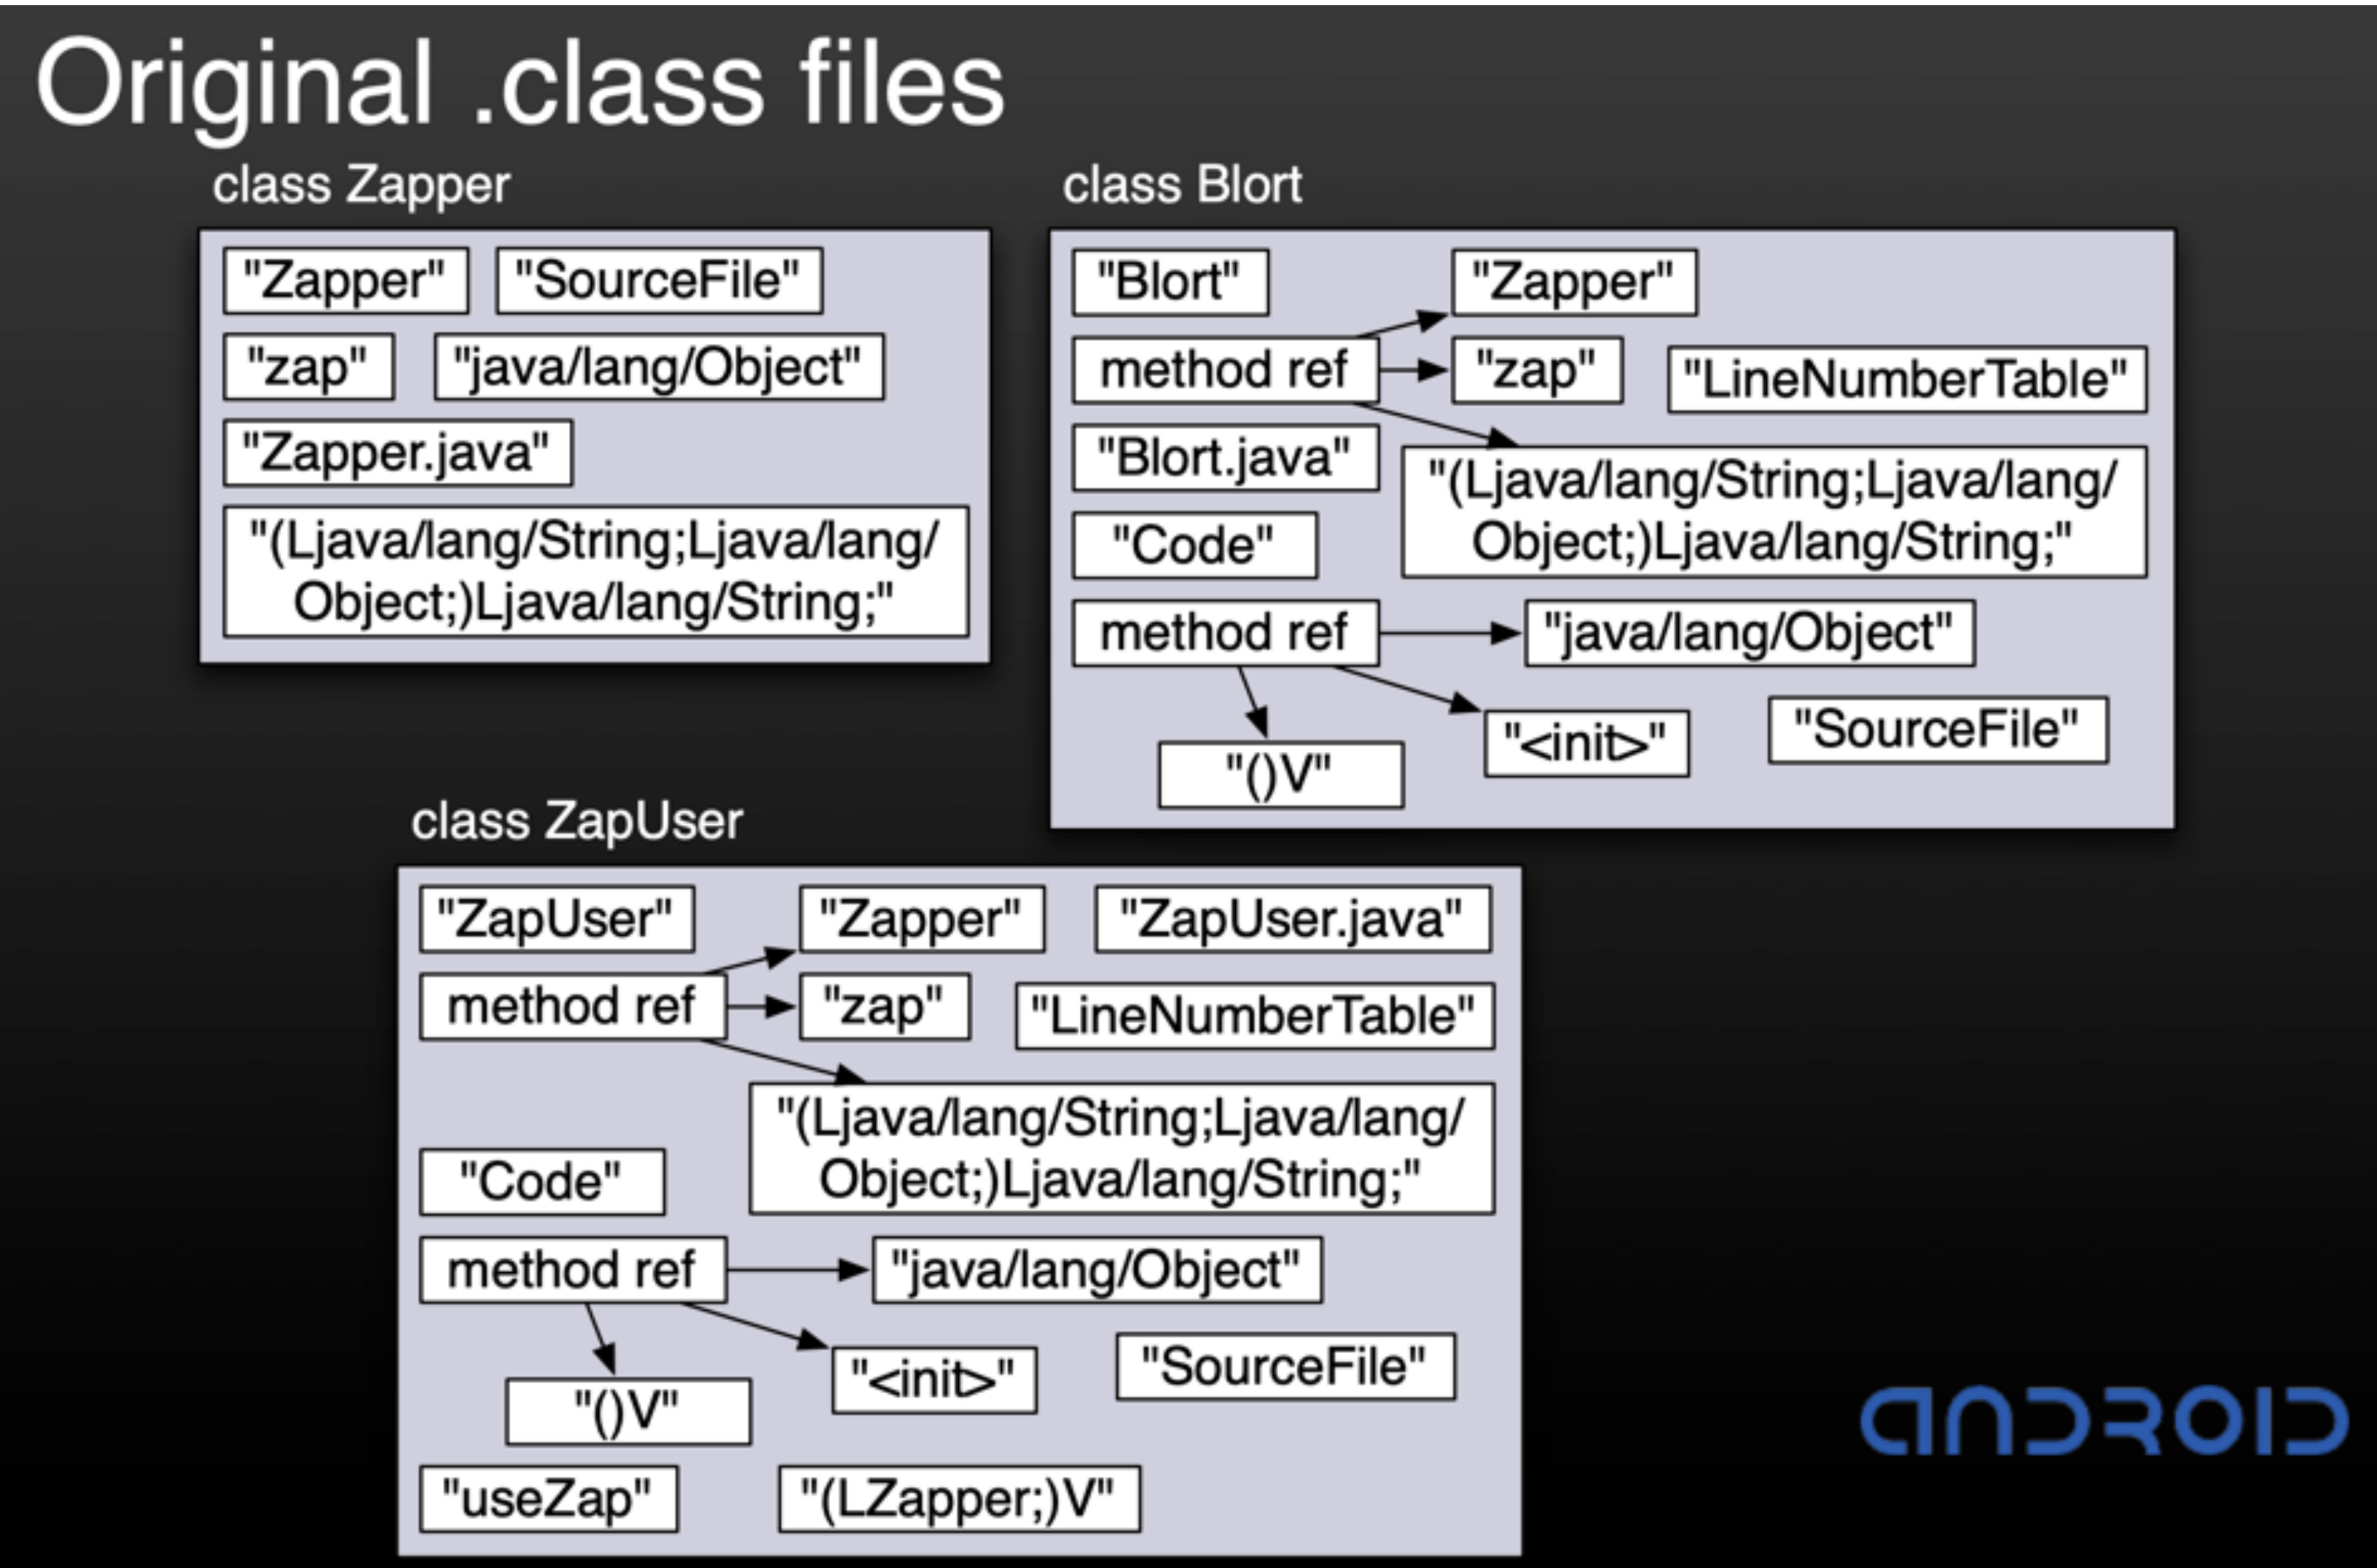 Original .class files
class Zapper
"Zapper" "SourceFile"
"zap" "java/lang/Object"
"Zapper.java"
"(Ljava/lang/String;Ljava/lang/
Object;)Ljava/lang/String;"
class Blort
"Blort" "Zapper"
method ref "zap" "LineNumberTable"
"Blort.java"
"(Ljava/lang/String;Ljava/lang/
Object;)Ljava/lang/String;"
"Code"
method ref "java/lang/Object"
"<init>" "SourceFile"
"()V"
class ZapUser
"ZapUser" "Zapper" "ZapUser.java"
method ref "zap" "LineNumberTable"
"(Ljava/lang/String;Ljava/lang/
Object;)Ljava/lang/String;"
"Code"
method ref "java/lang/Object"
"<init>" "SourceFile"
"()V"
"useZap" "(LZapper;)V"
ANDROID